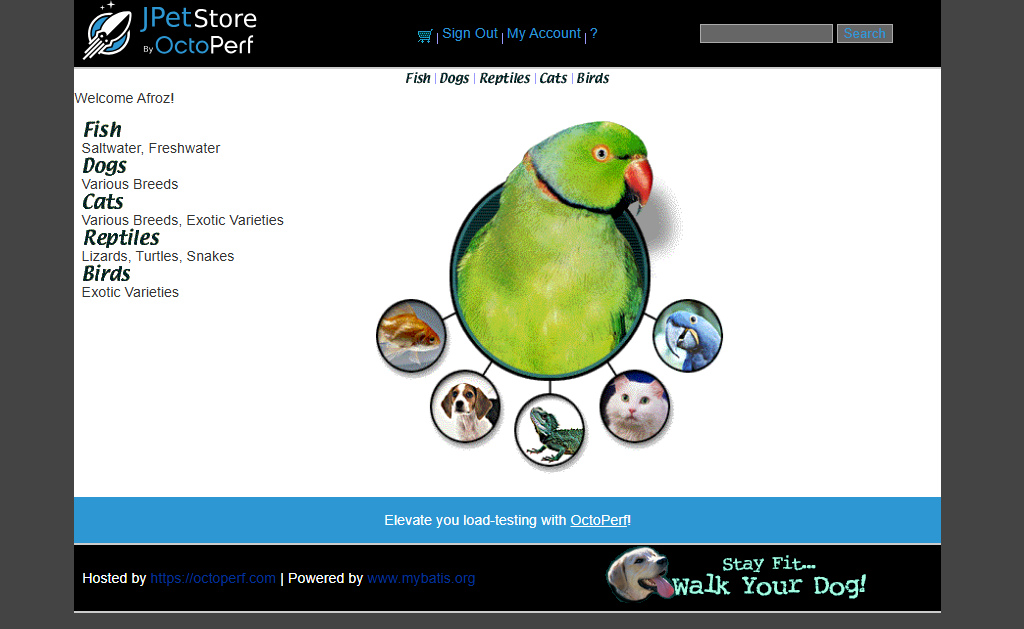 JPetStore
By OctoPerf
| Sign Out | My Account | ?
Search
Fish | Dogs | Reptiles | Cats | Birds
Welcome Afroz!
Fish
Saltwater, Freshwater
Dogs
Various Breeds
Cats
Various Breeds, Exotic Varieties
Reptiles
Lizards, Turtles, Snakes
Birds
Exotic Varieties
Elevate you load-testing with OctoPerf!
Hosted by https://octoperf.com | Powered by www.mybatis.org
Stay Fit...
Walk Your Dog!